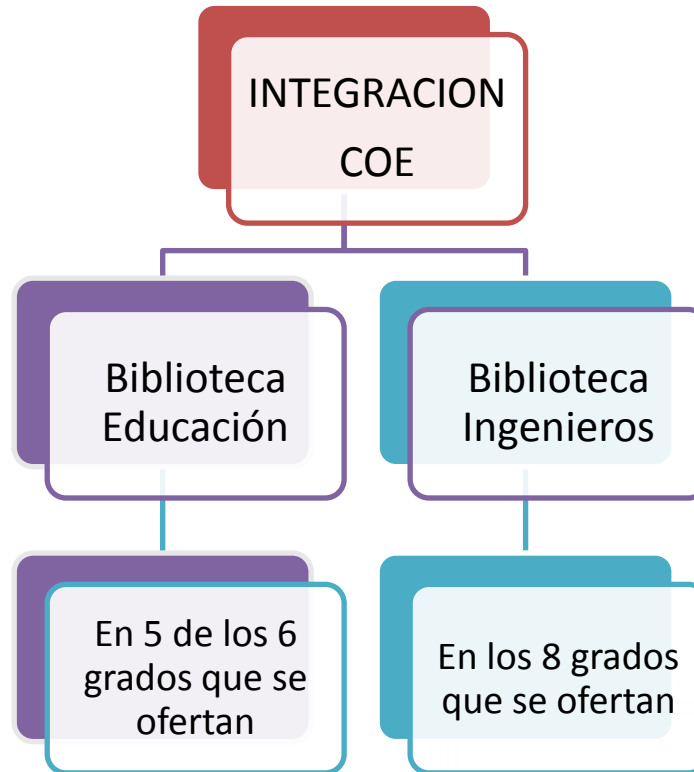 INTEGRACION
COE
Biblioteca
Educación
Biblioteca
Ingenieros
En 5 de los 6
grados que se
ofertan
En los 8 grados
que se ofertan